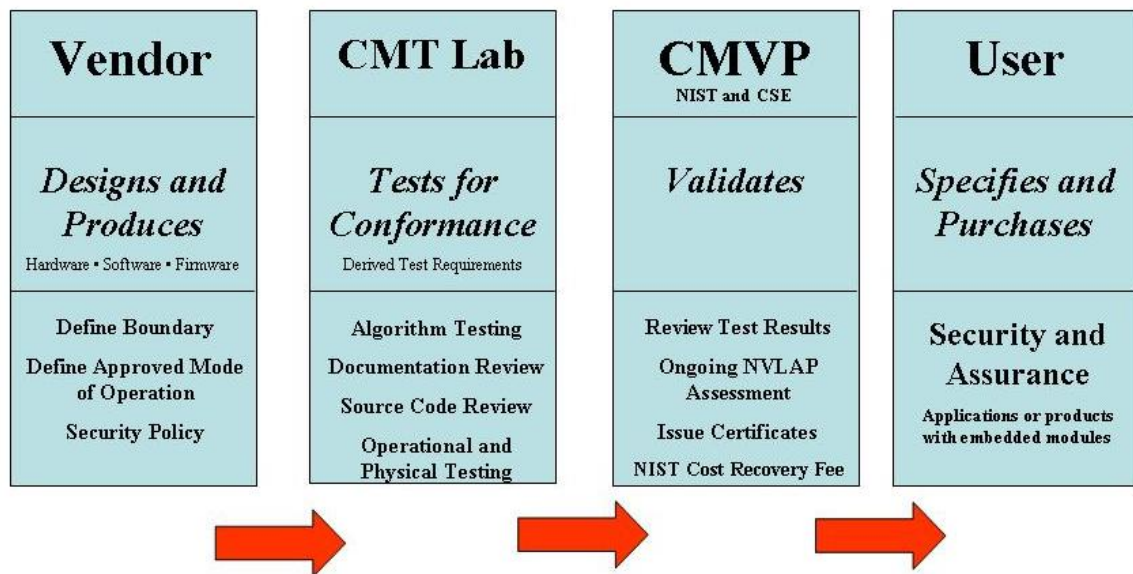 Vendor
Designs and
Produces
Hardware ▪ Software ▪ Firmware
Define Boundary
Define Approved Mode
of Operation
Security Policy
CMT Lab
Tests for
Conformance
Derived Test Requirements
Algorithm Testing
Documentation Review
Source Code Review
Operational and
Physical Testing
CMVP
NIST and CSE
Validates
Review Test Results
Ongoing NVLAP
Assessment
Issue Certificates
NIST Cost Recovery Fee
User
Specifies and
Purchases
Security and
Assurance
Applications or products
with embedded modules